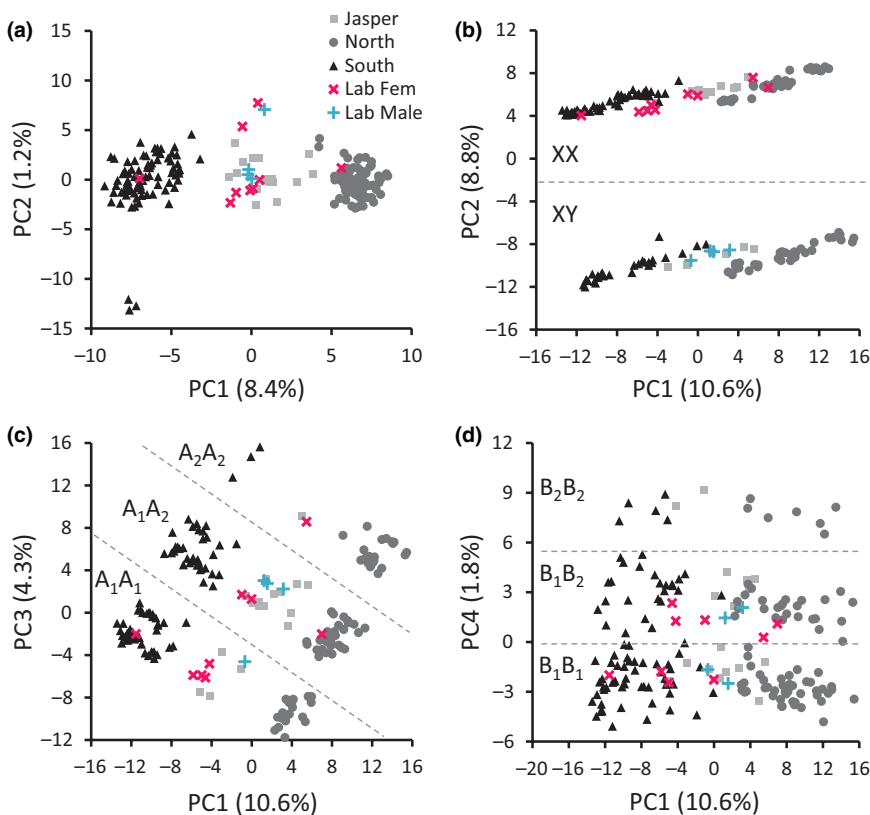 (a)
15
10
5
0
−5
−10
−15
−10
−5
0
5
10
PC2 (1.2%)
PC1 (8.4%)
Jasper
North
South
Lab Fem
Lab Male
(b)
12
8
4
0
−4
−8
−12
−16
−16
−12
−8
−4
0
4
8
12
16
PC2 (8.8%)
PC1 (10.6%)
XX
XY
(c)
16
12
8
4
0
−4
−8
−12
−16
−12
−8
−4
0
4
8
12
16
PC3 (4.3%)
PC1 (10.6%)
A₂A₂
A₁A₂
A₁A₁
(d)
12
9
6
3
0
−3
−6
−20
−16
−12
−8
−4
0
4
8
12
16
PC4 (1.8%)
PC1 (10.6%)
B₂B₂
B₁B₂
B₁B₁